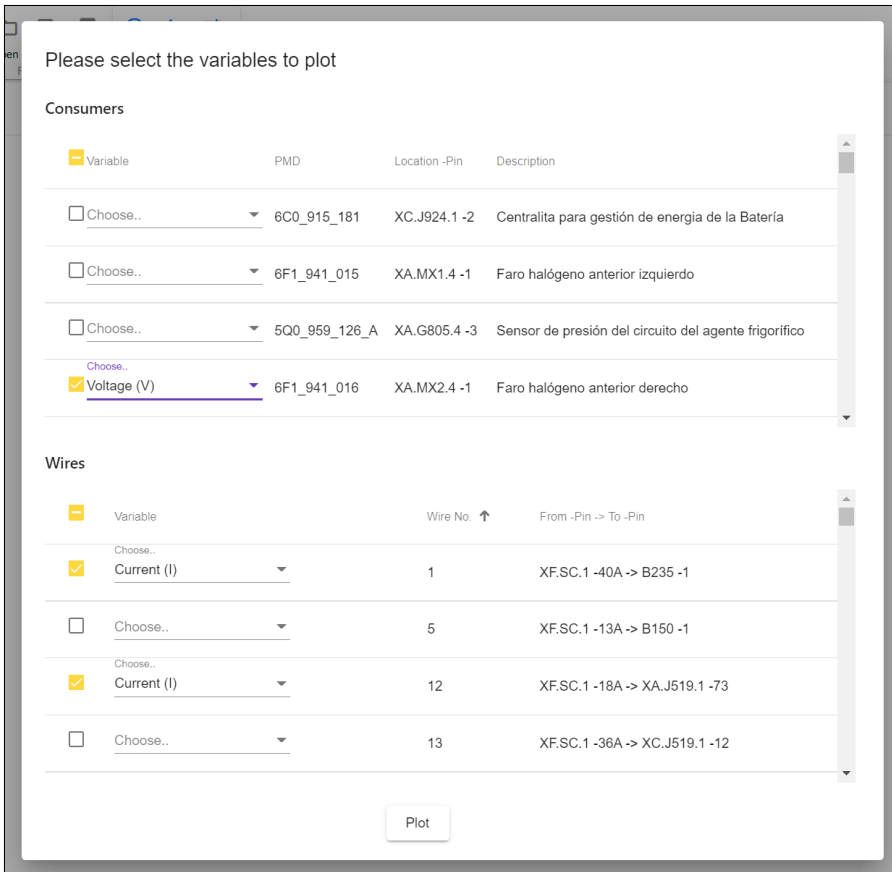 en
Please select the variables to plot
Consumers
Variable PMD Location -Pin Description
Choose.. 6C0_915_181 XC.J924.1 -2 Centralita para gestión de energia de la Batería
Choose.. 6F1_941_015 XA.MX1.4 -1 Faro halógeno anterior izquierdo
Choose.. 5Q0_959_126_A XA.G805.4 -3 Sensor de presión del circuito del agente frigorífico
Choose..
Voltage (V) 6F1_941_016 XA.MX2.4 -1 Faro halógeno anterior derecho
Wires
Variable Wire No. From -Pin -> To -Pin
Choose..
Current (I) 1 XF.SC.1 -40A -> B235 -1
Choose.. 5 XF.SC.1 -13A -> B150 -1
Choose..
Current (I) 12 XF.SC.1 -18A -> XA.J519.1 -73
Choose.. 13 XF.SC.1 -36A -> XC.J519.1 -12
Plot